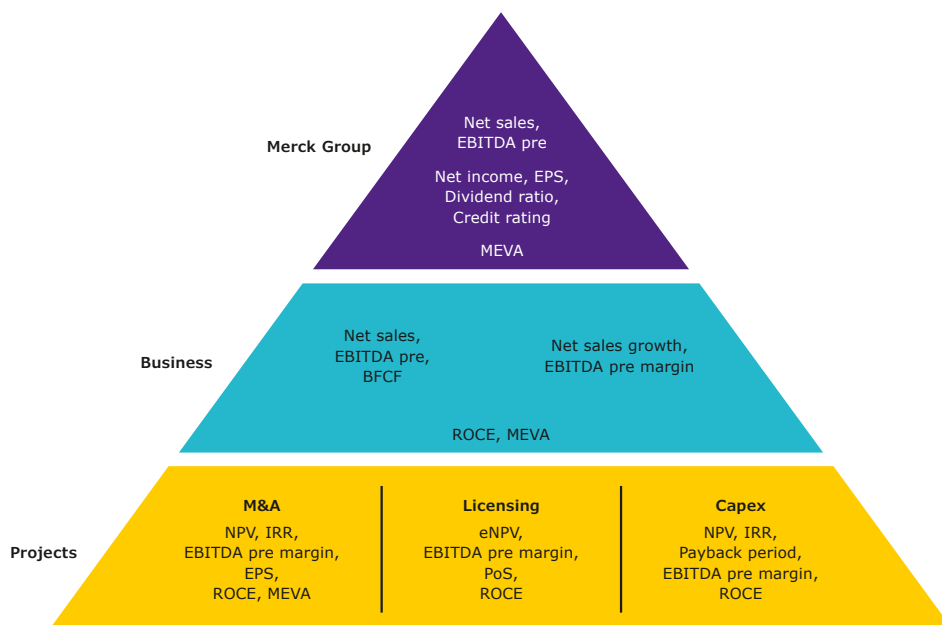 Merck Group
Net sales,
EBITDA pre
Net income, EPS,
Dividend ratio,
Credit rating
MEVA
Business
Net sales,
EBITDA pre,
BFCF
Net sales growth,
EBITDA pre margin
ROCE, MEVA
Projects
M&A
NPV, IRR,
EBITDA pre margin,
EPS,
ROCE, MEVA
Licensing
eNPV,
EBITDA pre margin,
PoS,
ROCE
Capex
NPV, IRR,
Payback period,
EBITDA pre margin,
ROCE